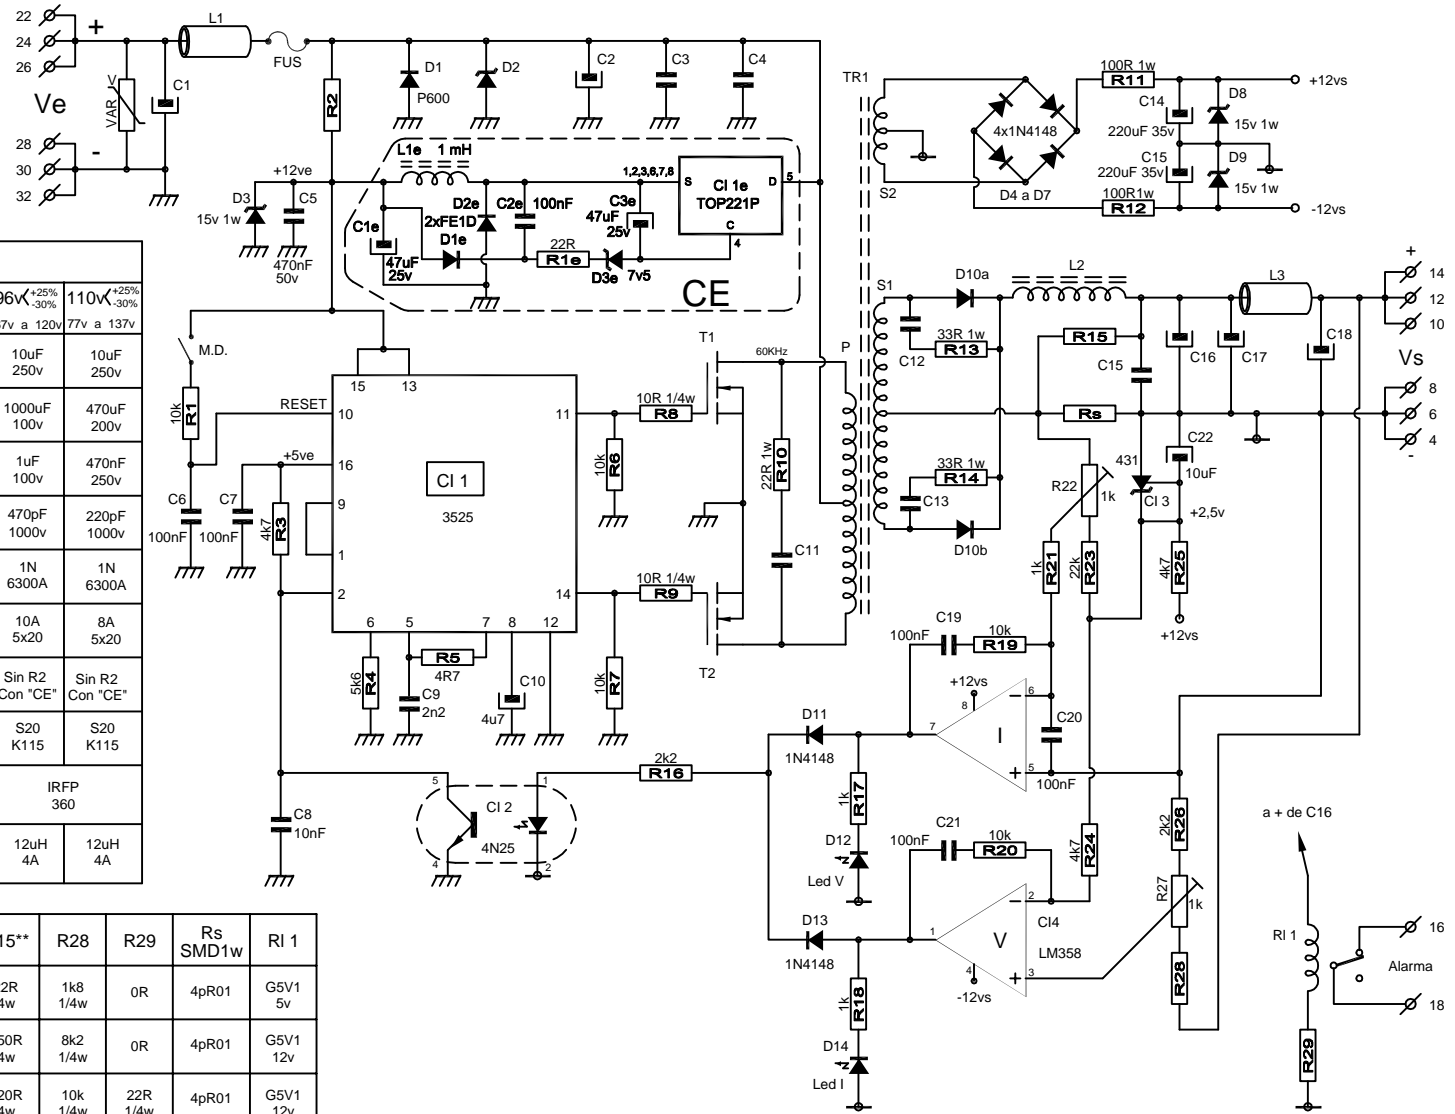 22
24
26
+
Ve
28
30
32
-
VAR
V
C1
L1
FUS
R2
D1
P600
D2
C2
C3
C4
+12ve
D3
15v 1w
C5
470nF
50v
L1e 1 mH
1,2,3,6,7,8
S
CI 1e
D
5
TOP221P
C
4
C1e
47uF
25v
D2e
2xFE1D
D1e
C2e
100nF
22R
R1e
C3e
47uF
25v
D3e
7v5
CE
TR1
S2
4x1N4148
D4 a D7
100R 1w
R11
C14
220uF 35v
C15
220uF 35v
100R1w
R12
D8
15v 1w
D9
15v 1w
+12vs
-12vs
96v +25% -30%
110v +25% -30%
67v a 120v
77v a 137v
10uF
250v
10uF
250v
1000uF
100v
470uF
200v
1uF
100v
470nF
250v
470pF
1000v
220pF
1000v
1N
6300A
1N
6300A
10A
5x20
8A
5x20
Sin R2
Con "CE"
Sin R2
Con "CE"
S20
K115
S20
K115
IRFP
360
12uH
4A
12uH
4A
M.D.
10k
R1
RESET
15
13
10
16
9
1
2
11
14
6
5
7
8
12
CI 1
3525
+5ve
C6
100nF
C7
100nF
4k7
R3
5k6
R4
R5
4R7
C9
2n2
C10
4u7
10k
R6
10k
R7
10R 1/4w
R8
10R 1/4w
R9
T1
T2
60KHz
22R 1w
R10
C11
P
S1
D10a
C12
33R 1w
R13
33R 1w
R14
C13
D10b
L2
R15
C15
Rs
C16
C17
L3
C18
+
14
12
10
Vs
8
6
4
-
C22
10uF
431
CI 3
+2,5v
R22
1k
1k
R21
22k
R23
4k7
R25
+12vs
C19
100nF
10k
R19
+12vs
8
6
7
I
5
C20
100nF
C21
100nF
10k
R20
4k7
R24
2
1
V
3
4
-12vs
CI4
LM358
2k2
R26
R27
1k
R28
D11
1N4148
1k
R17
D12
Led V
D13
1N4148
1k
R18
D14
Led I
2k2
R16
5
1
CI 2
4N25
4
2
C8
10nF
a + de C16
Rl 1
R29
16
Alarma
18
15**
R28
R29
Rs
SMD1w
Rl 1
1k8
1/4w
0R
4pR01
G5V1
5v
8k2
1/4w
0R
4pR01
G5V1
12v
10k
1/4w
22R
1/4w
4pR01
G5V1
12v